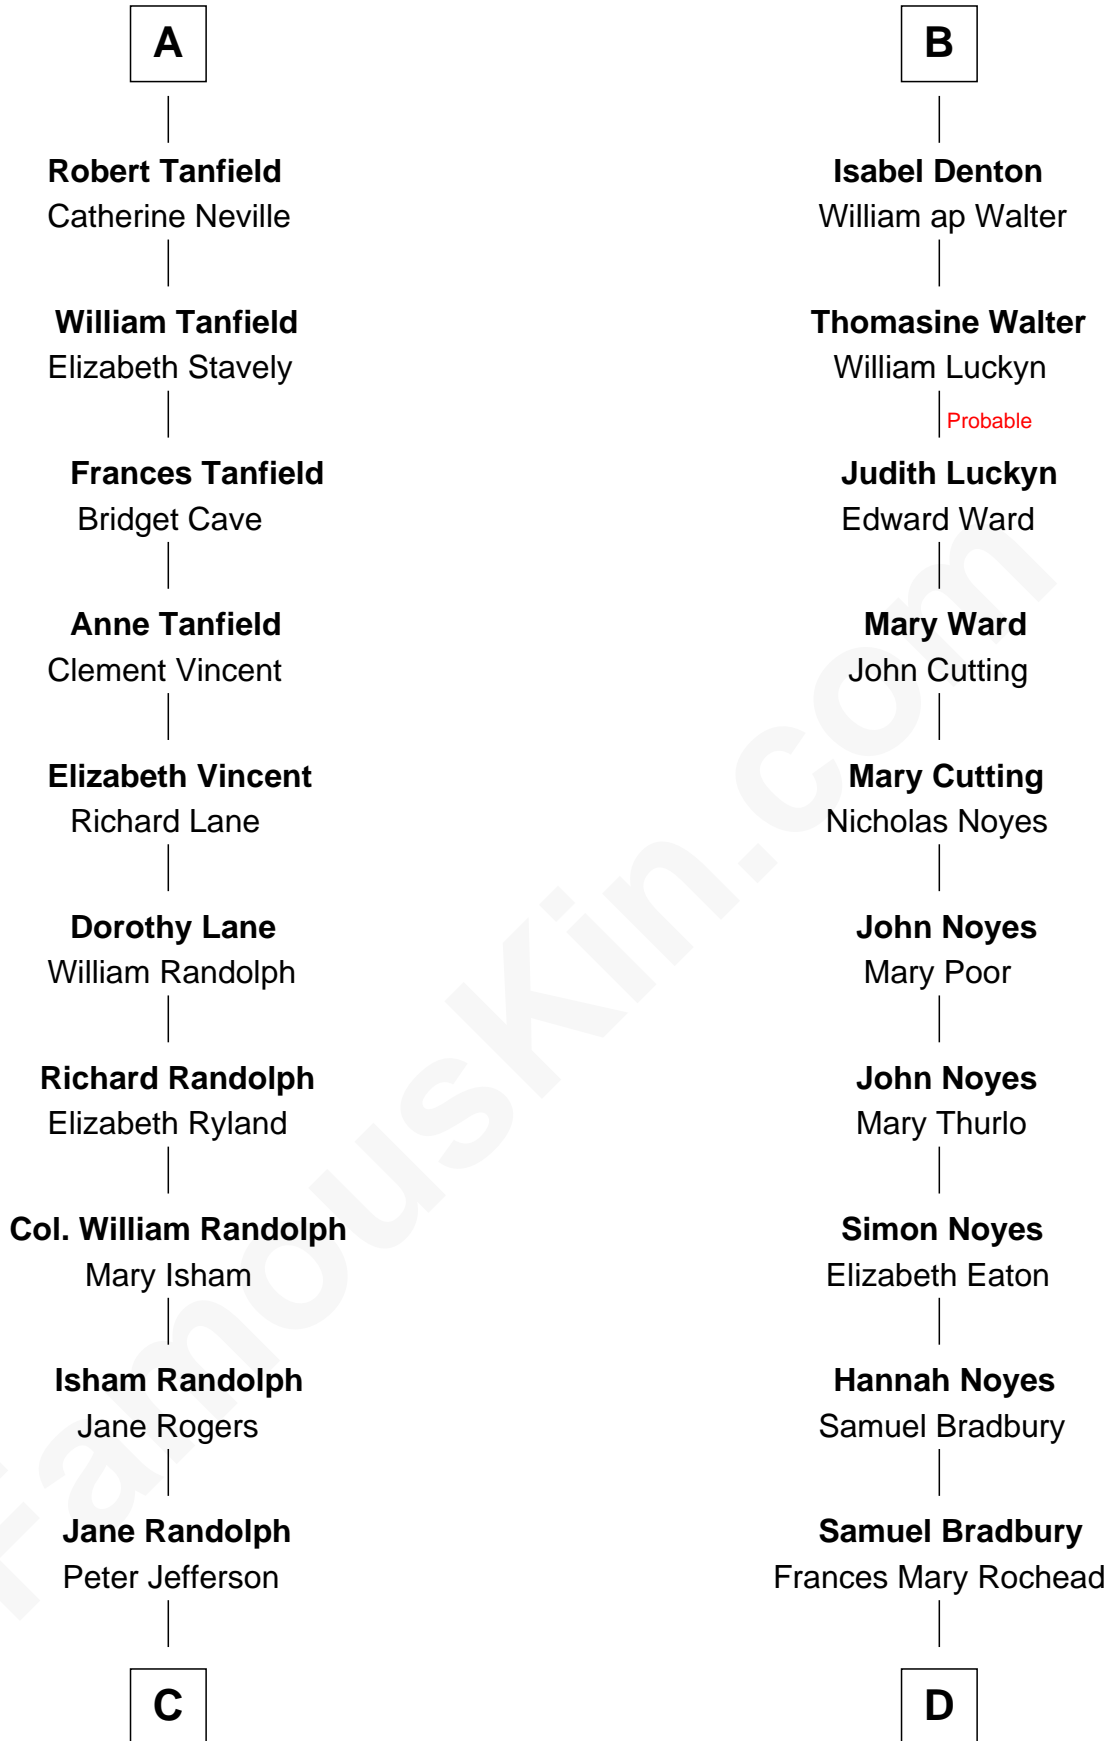 A
Robert Tanfield
Catherine Neville
William Tanfield
Elizabeth Stavely
Frances Tanfield
Bridget Cave
Anne Tanfield
Clement Vincent
Elizabeth Vincent
Richard Lane
Dorothy Lane
William Randolph
Richard Randolph
Elizabeth Ryland
Col. William Randolph
Mary Isham
Isham Randolph
Jane Rogers
Jane Randolph
Peter Jefferson
C
B
Isabel Denton
William ap Walter
Thomasine Walter
William Luckyn
Probable
Judith Luckyn
Edward Ward
Mary Ward
John Cutting
Mary Cutting
Nicholas Noyes
John Noyes
Mary Poor
John Noyes
Mary Thurlo
Simon Noyes
Elizabeth Eaton
Hannah Noyes
Samuel Bradbury
Samuel Bradbury
Frances Mary Rochead
D
FamousKin.com